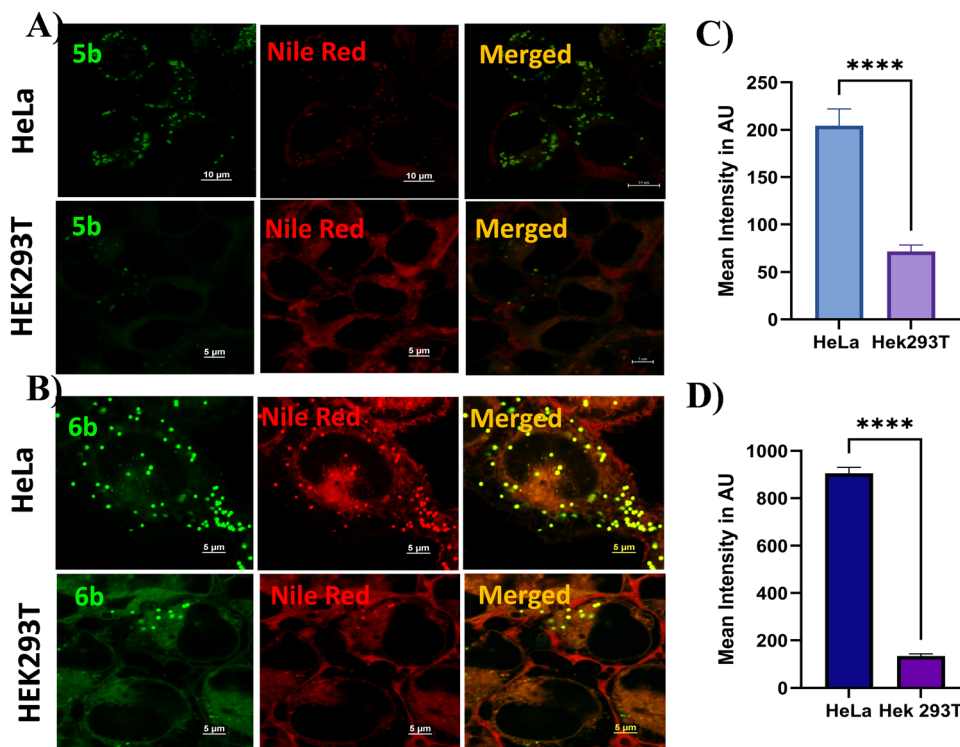 A)
HeLa
5b
10 μm
Nile Red
10 μm
Merged
HEK293T
5b
5 μm
Nile Red
5 μm
Merged
B)
HeLa
6b
5 μm
Nile Red
5 μm
Merged
5 μm
HEK293T
6b
5 μm
Nile Red
5 μm
Merged
5 μm
C)
****
Mean Intensity in AU
250
200
150
100
50
0
HeLa
Hek293T
D)
****
Mean Intensity in AU
1000
800
600
400
200
0
HeLa
Hek 293T